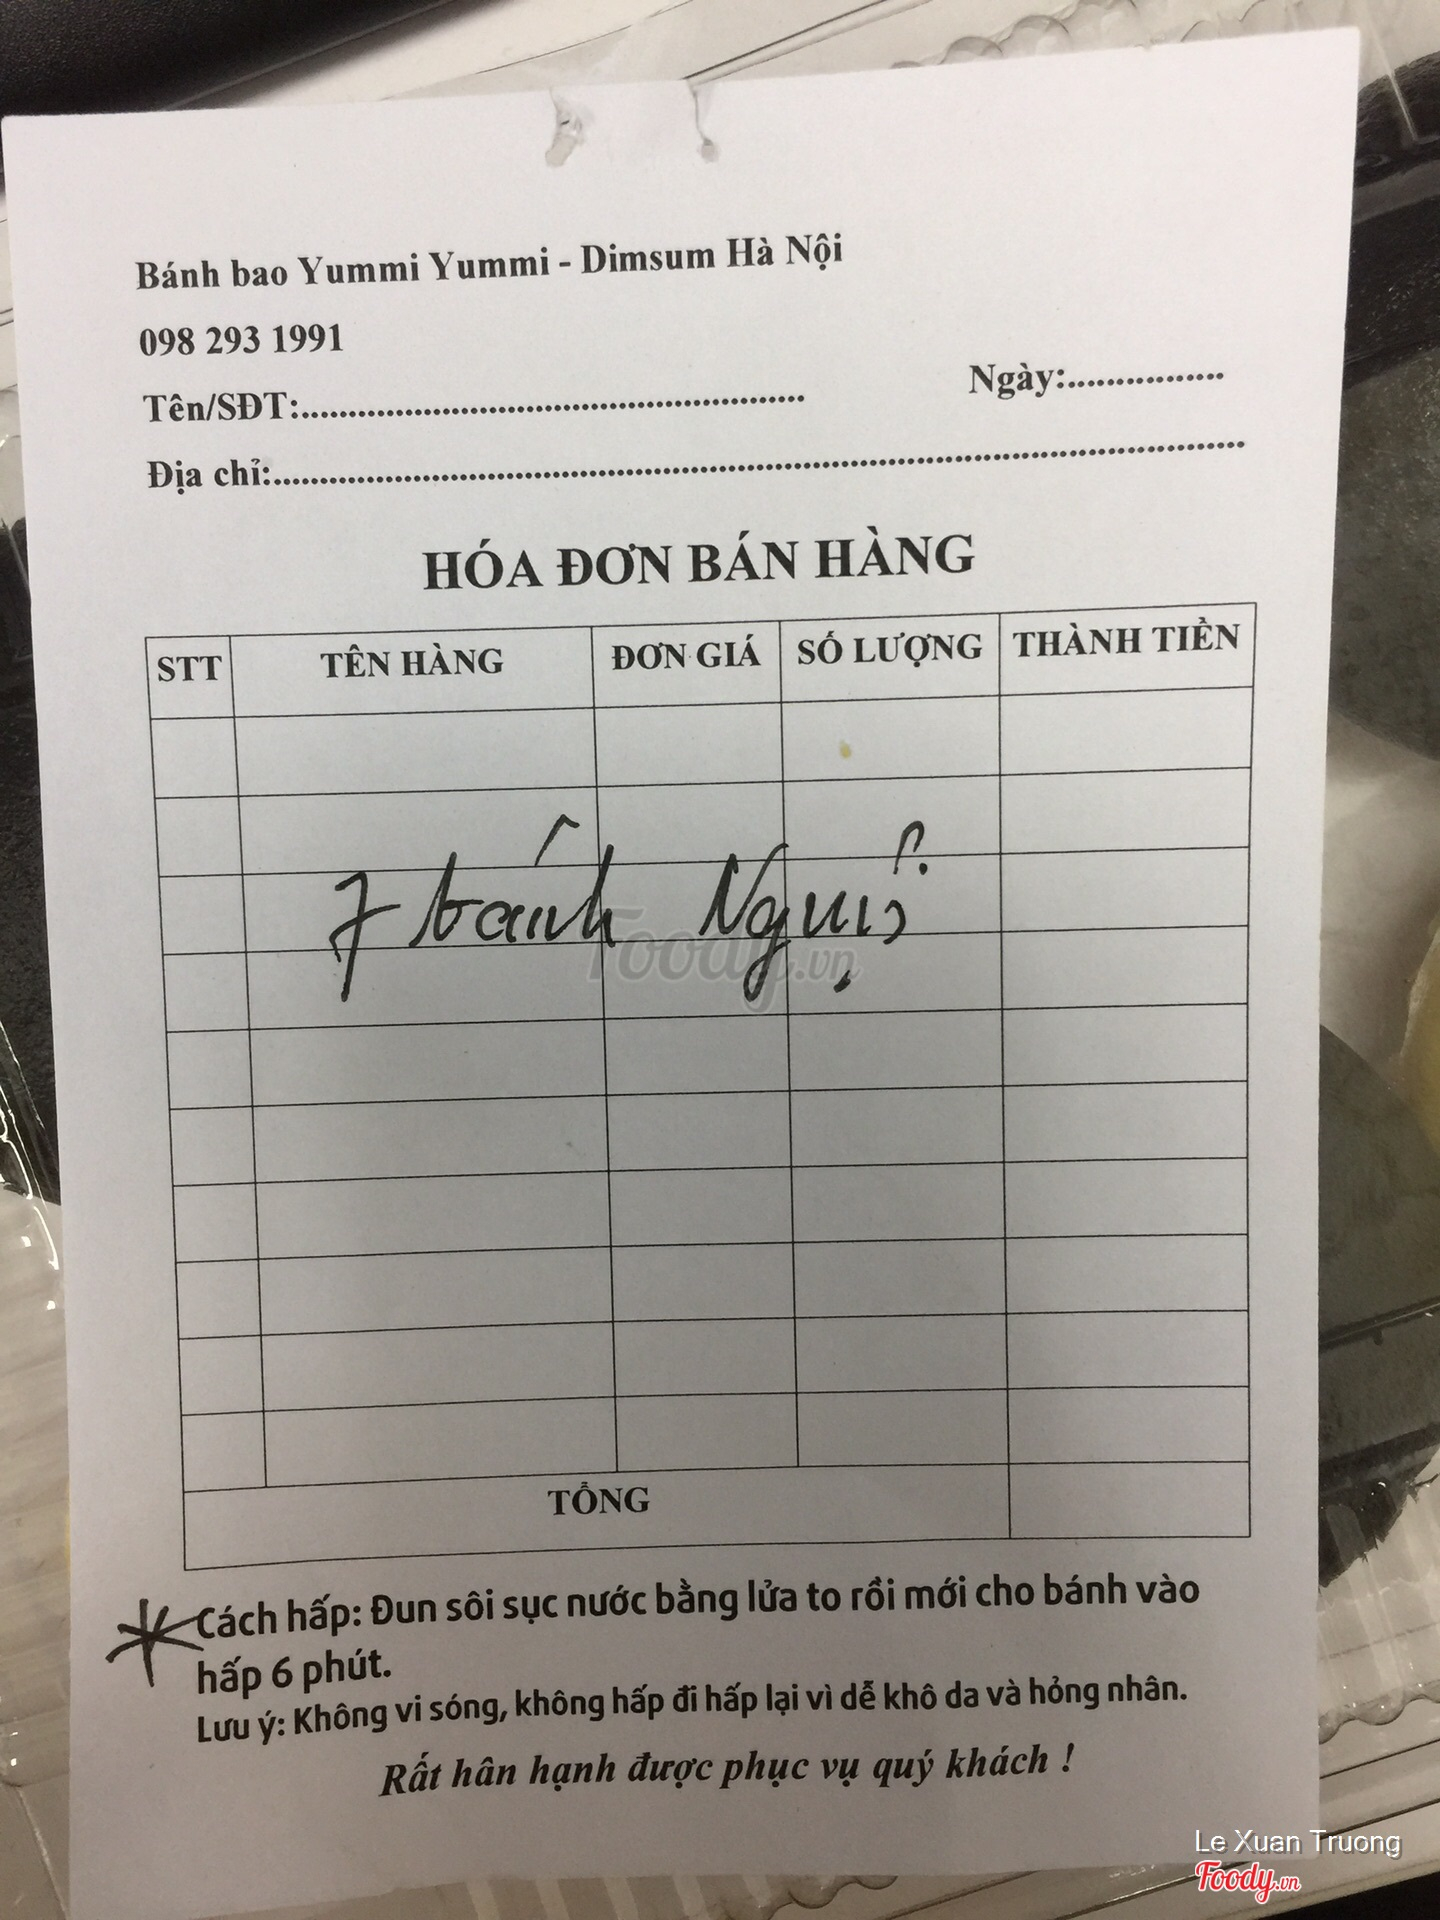 Bánh bao Yummi Yummi - Dimsum Hà Nội
098 293 1991
Tên/SĐT:......................................................
Ngày:.................
Địa chỉ:........................................................................................................
HÓA ĐƠN BÁN HÀNG
STT TÊN HÀNG ĐƠN GIÁ SỐ LƯỢNG THÀNH TIỀN
7 bánh
Foody.vn
TỔNG
Cách hấp: Đun sôi sục nước bằng lửa to rồi mới cho bánh vào
hấp 6 phút.
Lưu ý: Không vi sóng, không hấp đi hấp lại vì dễ khô da và hỏng nhân.
Rất hân hạnh được phục vụ quý khách !
Le Xuan Truong
Foody.vn